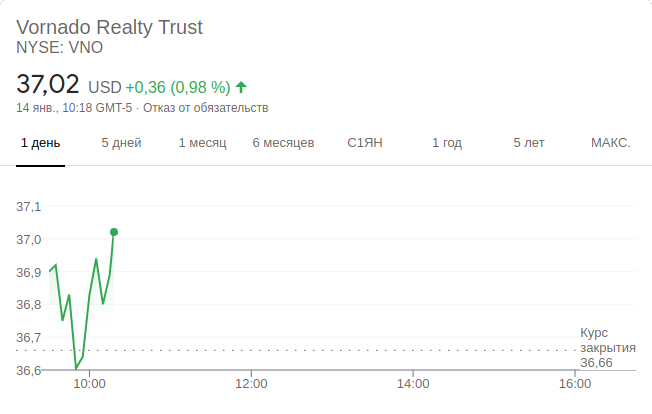 Vornado Realty Trust
NYSE: VNO
37,02 USD +0,36 (0,98 %)
14 янв., 10:18 GMT-5 · Отказ от обязательств
1 день 5 дней 1 месяц 6 месяцев С1ЯН 1 год 5 лет МАКС.
37,1
37,0
36,9
36,8
36,7
36,6
Курс
закрытия
36,66
10:00 12:00 14:00 16:00